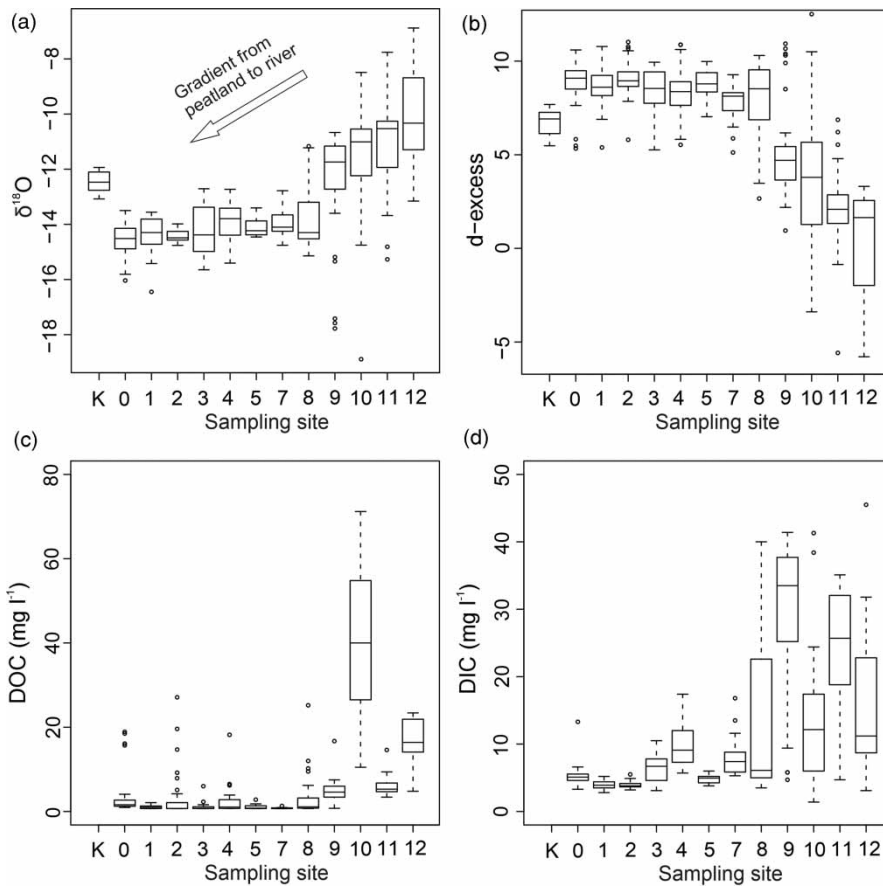 (a)
δ18O
−8
−10
−12
−14
−16
−18
Gradient from
peatland to river
K 0 1 2 3 4 5 7 8 9 10 11 12
Sampling site
(b)
d−excess
10
5
0
−5
K 0 1 2 3 4 5 7 8 9 10 11 12
Sampling site
(c)
DOC (mg l-1)
80
60
40
20
0
K 0 1 2 3 4 5 7 8 9 10 11 12
Sampling site
(d)
DIC (mg l-1)
50
40
30
20
10
0
K 0 1 2 3 4 5 7 8 9 10 11 12
Sampling site